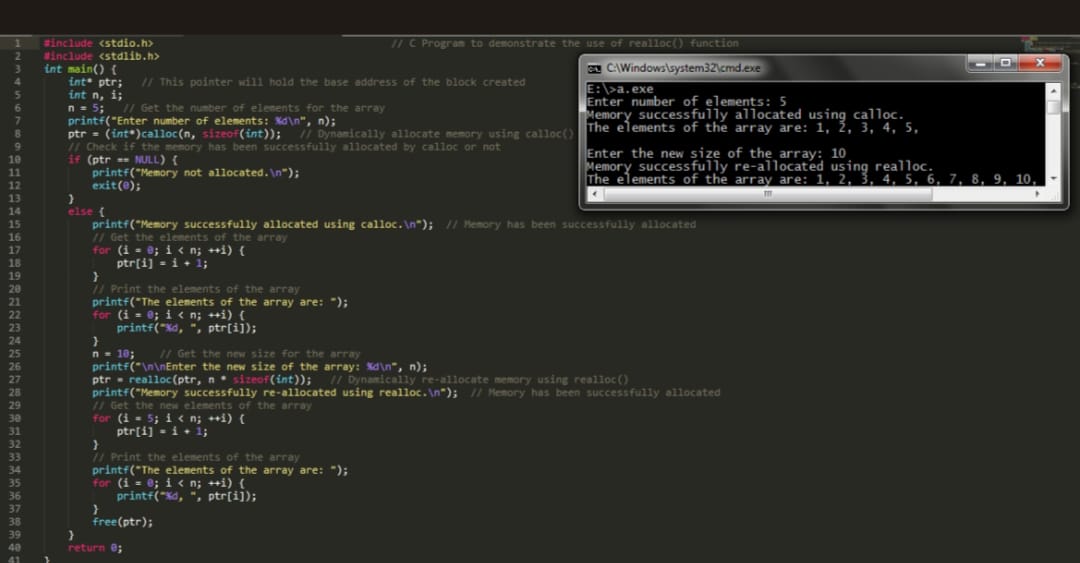 1 #include <stdio.h> // C Program to demonstrate the use of realloc() function
2 #include <stdlib.h>
3 int main() {
4 int* ptr; // This pointer will hold the base address of the block created
5 int n, i;
6 n = 5; // Get the number of elements for the array
7 printf("Enter number of elements: %d\n", n);
8 ptr = (int*)calloc(n, sizeof(int)); // Dynamically allocate memory using calloc()
9 // Check if the memory has been successfully allocated by calloc or not
10 if (ptr == NULL) {
11 printf("Memory not allocated.\n");
12 exit(0);
13 }
14 else {
15 printf("Memory successfully allocated using calloc.\n"); // Memory has been successfully allocated
16 // Get the elements of the array
17 for (i = 0; i < n; ++i) {
18 ptr[i] = i + 1;
19 }
20 // Print the elements of the array
21 printf("The elements of the array are: ");
22 for (i = 0; i < n; ++i) {
23 printf("%d, ", ptr[i]);
24 }
25 n = 10; // Get the new size for the array
26 printf("\n\nEnter the new size of the array: %d\n", n);
27 ptr = realloc(ptr, n * sizeof(int)); // Dynamically re-allocate memory using realloc()
28 printf("Memory successfully re-allocated using realloc.\n"); // Memory has been successfully allocated
29 // Get the new elements of the array
30 for (i = 5; i < n; ++i) {
31 ptr[i] = i + 1;
32 }
33 // Print the elements of the array
34 printf("The elements of the array are: ");
35 for (i = 0; i < n; ++i) {
36 printf("%d, ", ptr[i]);
37 }
38 free(ptr);
39 }
40 return 0;
41 }
C:\Windows\system32\cmd.exe
E:\>a.exe
Enter number of elements: 5
Memory successfully allocated using calloc.
The elements of the array are: 1, 2, 3, 4, 5,
Enter the new size of the array: 10
Memory successfully re-allocated using realloc.
The elements of the array are: 1, 2, 3, 4, 5, 6, 7, 8, 9, 10,